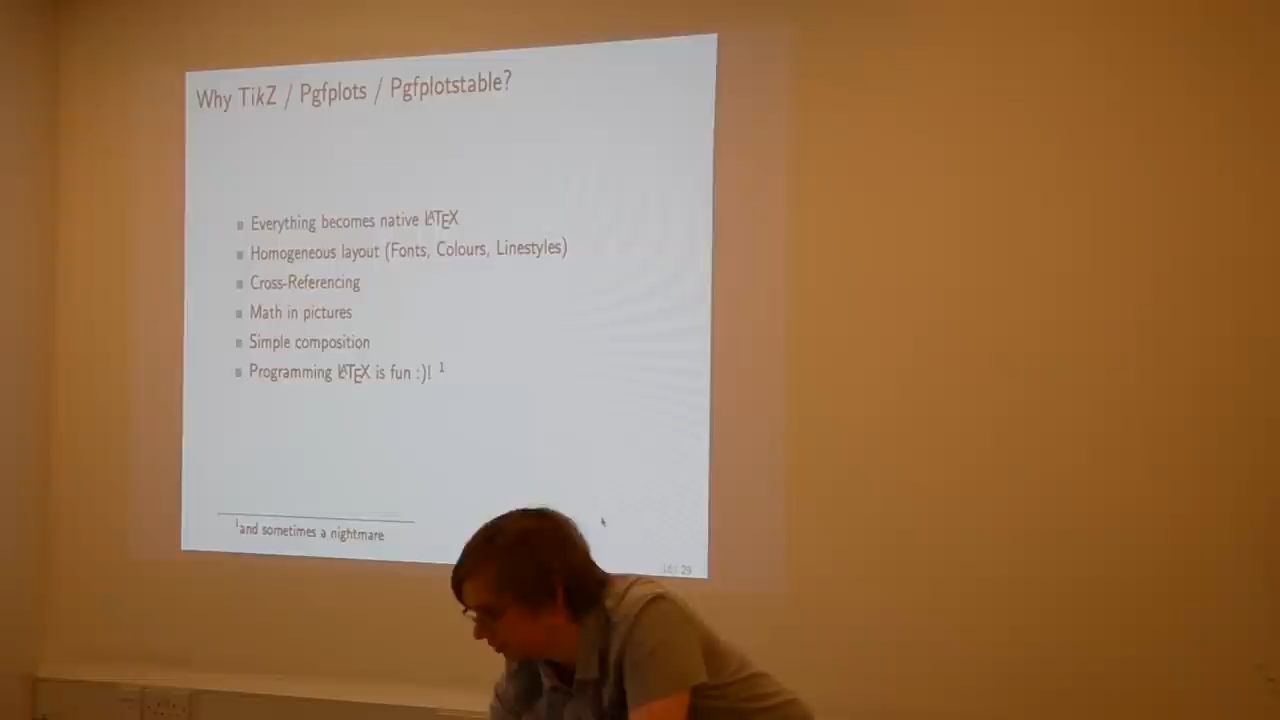 Why TikZ / Pgfplots / Pgfplotstable?
Everything becomes native LATEX
Homogeneous layout (Fonts, Colours, Linestyles)
Cross-Referencing
Math in pictures
Simple composition
Programming LATEX is fun :)! 1
1and sometimes a nightmare
/ 29